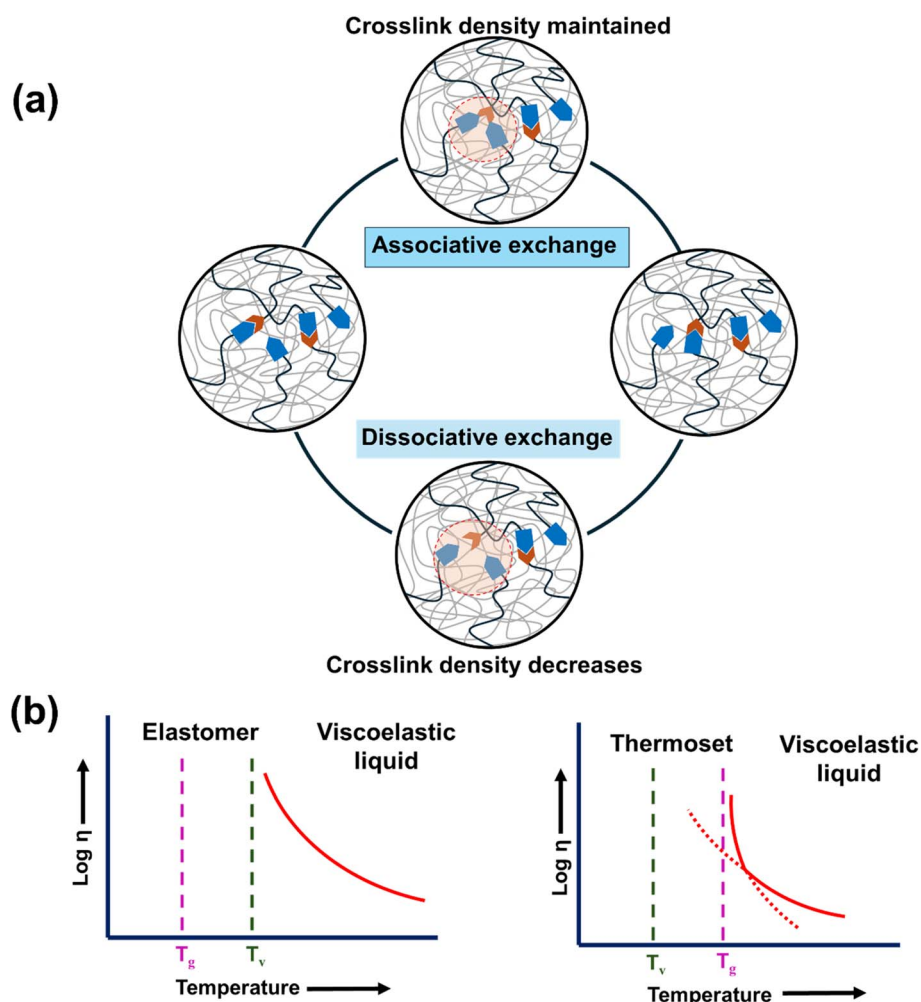 Crosslink density maintained
(a)
Associative exchange
Dissociative exchange
Crosslink density decreases
(b)
Elastomer
Viscoelastic
liquid
Log η
Tg
Tv
Temperature
Thermoset
Viscoelastic
liquid
Log η
Tv
Tg
Temperature